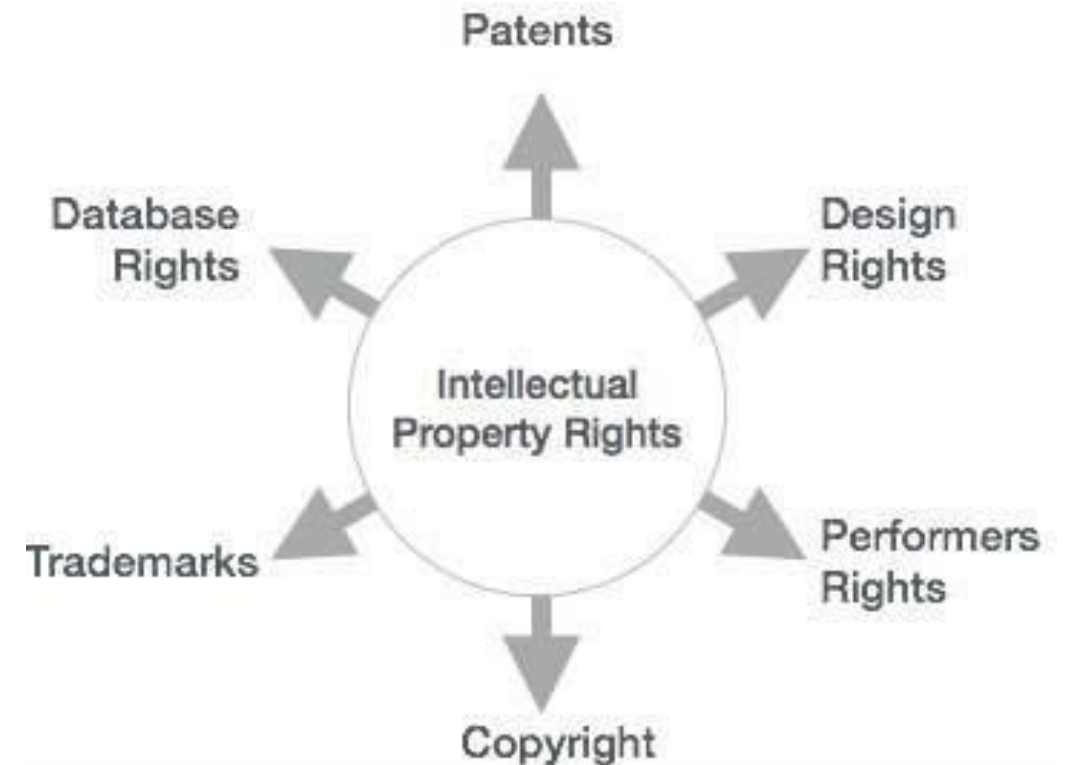 Patents
Database
Rights
Design
Rights
Intellectual
Property Rights
Trademarks
Performers
Rights
Copyright